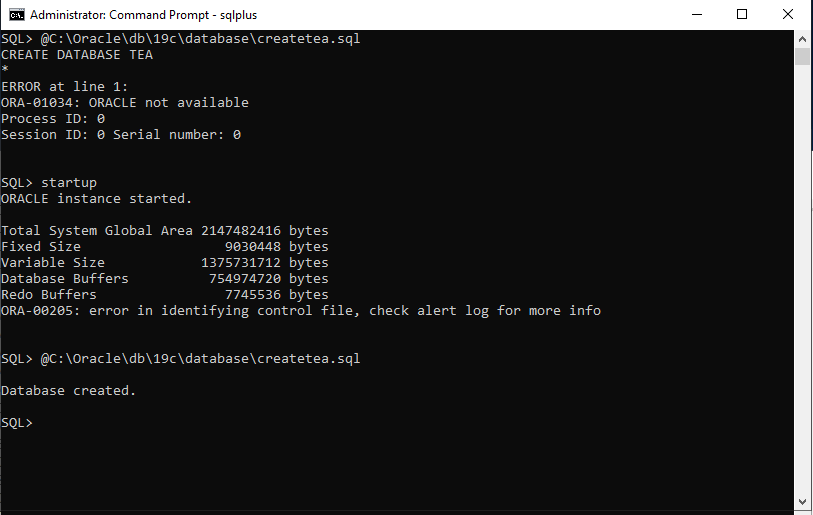 Administrator: Command Prompt - sqlplus
SQL> @C:\Oracle\db\19c\database\createtea.sql
CREATE DATABASE TEA
*
ERROR at line 1:
ORA-01034: ORACLE not available
Process ID: 0
Session ID: 0 Serial number: 0
SQL> startup
ORACLE instance started.
Total System Global Area 2147482416 bytes
Fixed Size                  9030448 bytes
Variable Size            1375731712 bytes
Database Buffers          754974720 bytes
Redo Buffers                7745536 bytes
ORA-00205: error in identifying control file, check alert log for more info
SQL> @C:\Oracle\db\19c\database\createtea.sql
Database created.
SQL>